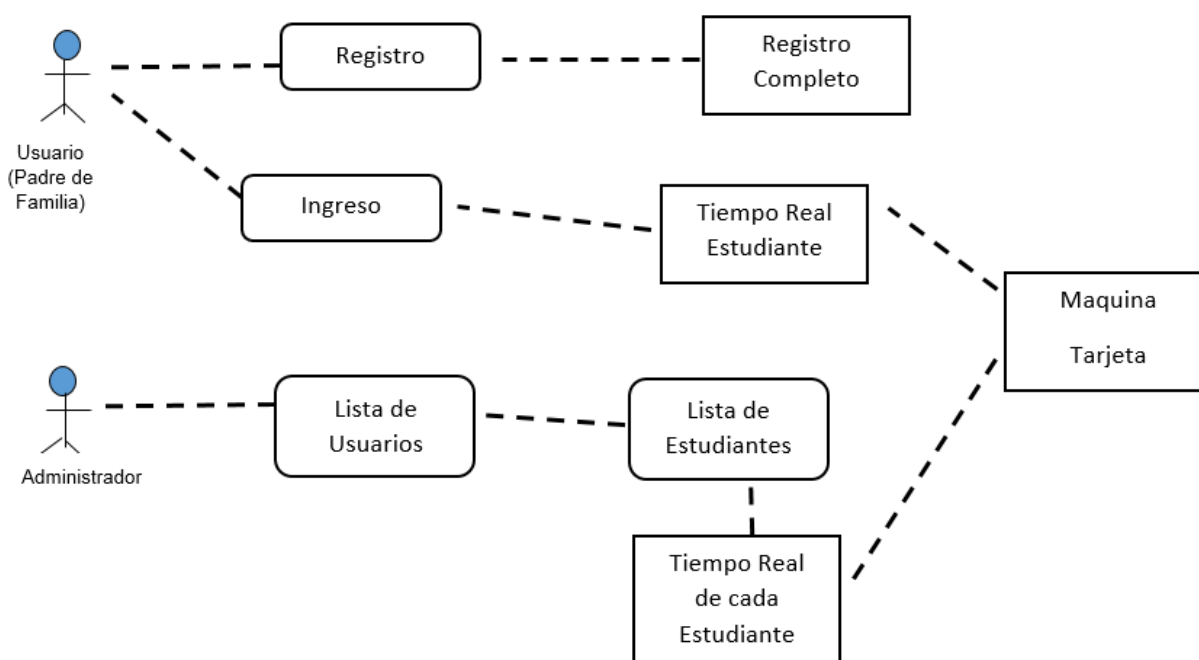 Registro
Registro
Completo
Usuario
(Padre de
Familia)
Ingreso
Tiempo Real
Estudiante
Maquina
Tarjeta
Administrador
Lista de
Usuarios
Lista de
Estudiantes
Tiempo Real
de cada
Estudiante